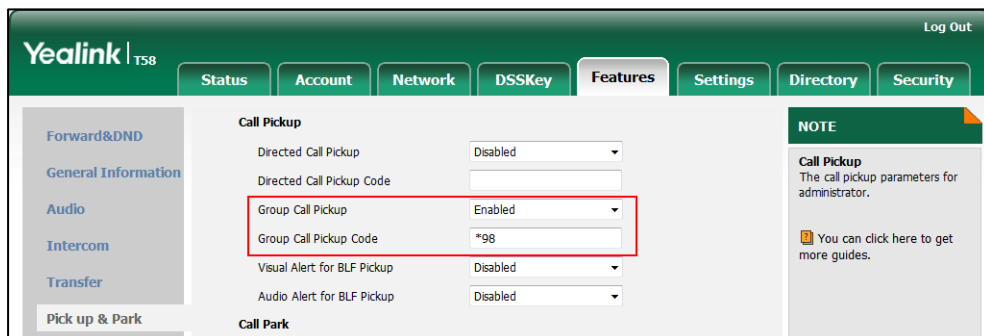 Log Out
Yealink T58
Status Account Network DSSKey Features Settings Directory Security
Forward&DND
General Information
Audio
Intercom
Transfer
Pick up & Park
Call Pickup
Directed Call Pickup Disabled
Directed Call Pickup Code
Group Call Pickup Enabled
Group Call Pickup Code *98
Visual Alert for BLF Pickup Disabled
Audio Alert for BLF Pickup Disabled
Call Park
NOTE
Call Pickup
The call pickup parameters for
administrator.
You can click here to get
more guides.